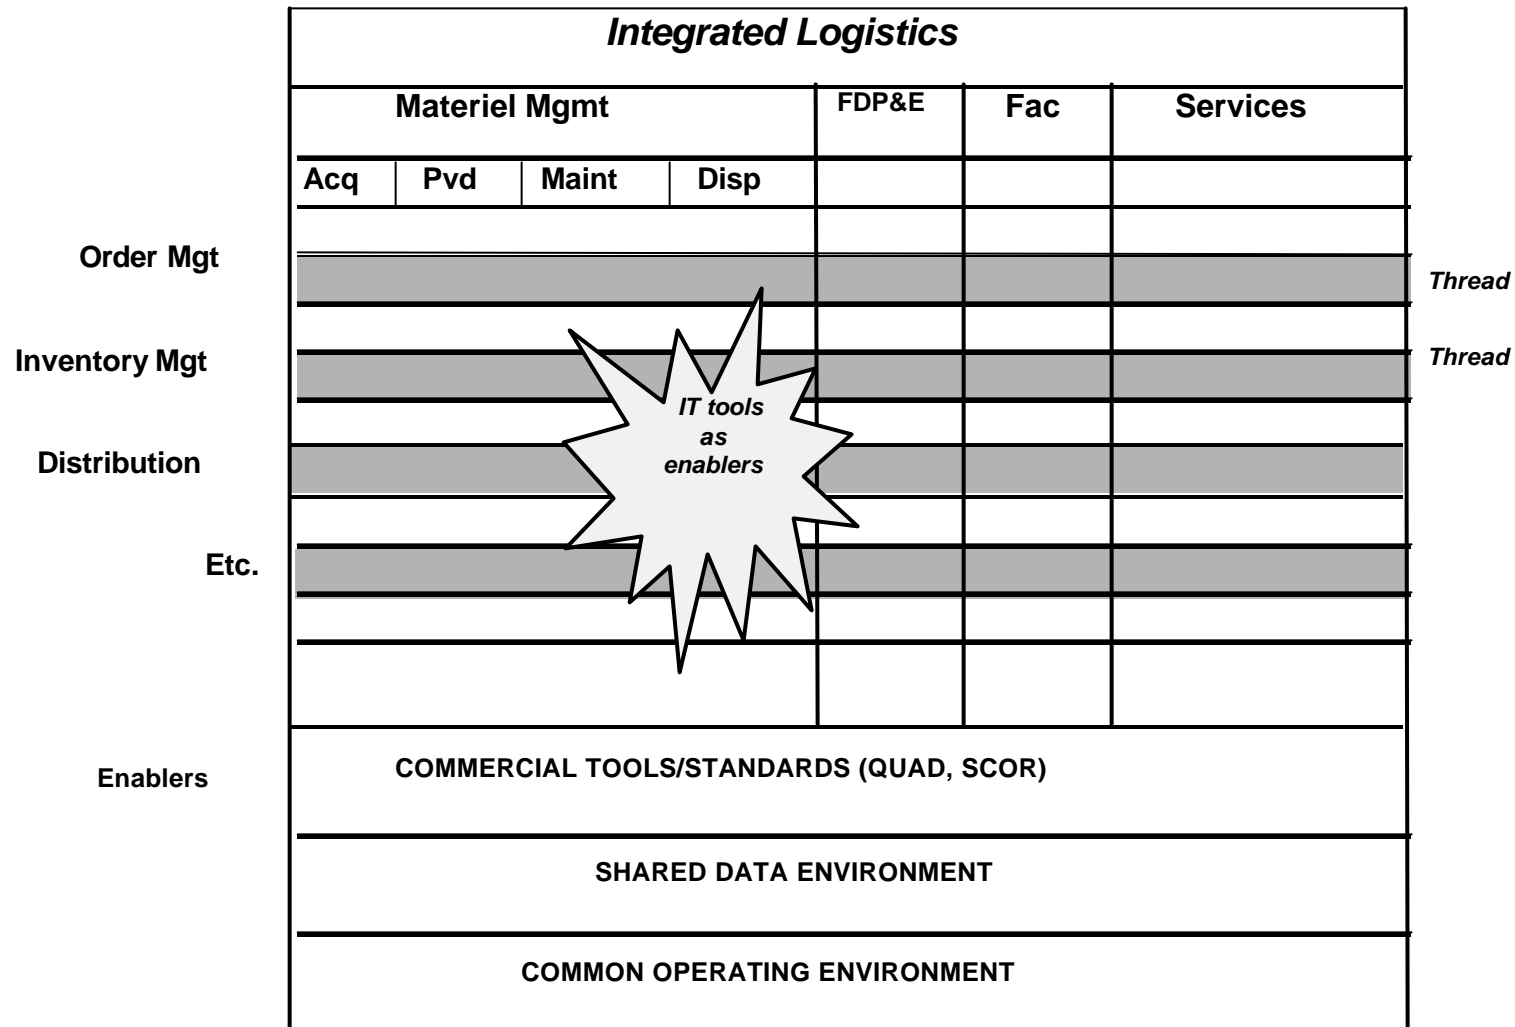 Integrated Logistics
Materiel Mgmt FDP&E Fac Services
Acq Pvd Maint Disp
Order Mgt
Thread
Inventory Mgt
Thread
IT tools
as
enablers
Distribution
Etc.
Enablers
COMMERCIAL TOOLS/STANDARDS (QUAD, SCOR)
SHARED DATA ENVIRONMENT
COMMON OPERATING ENVIRONMENT